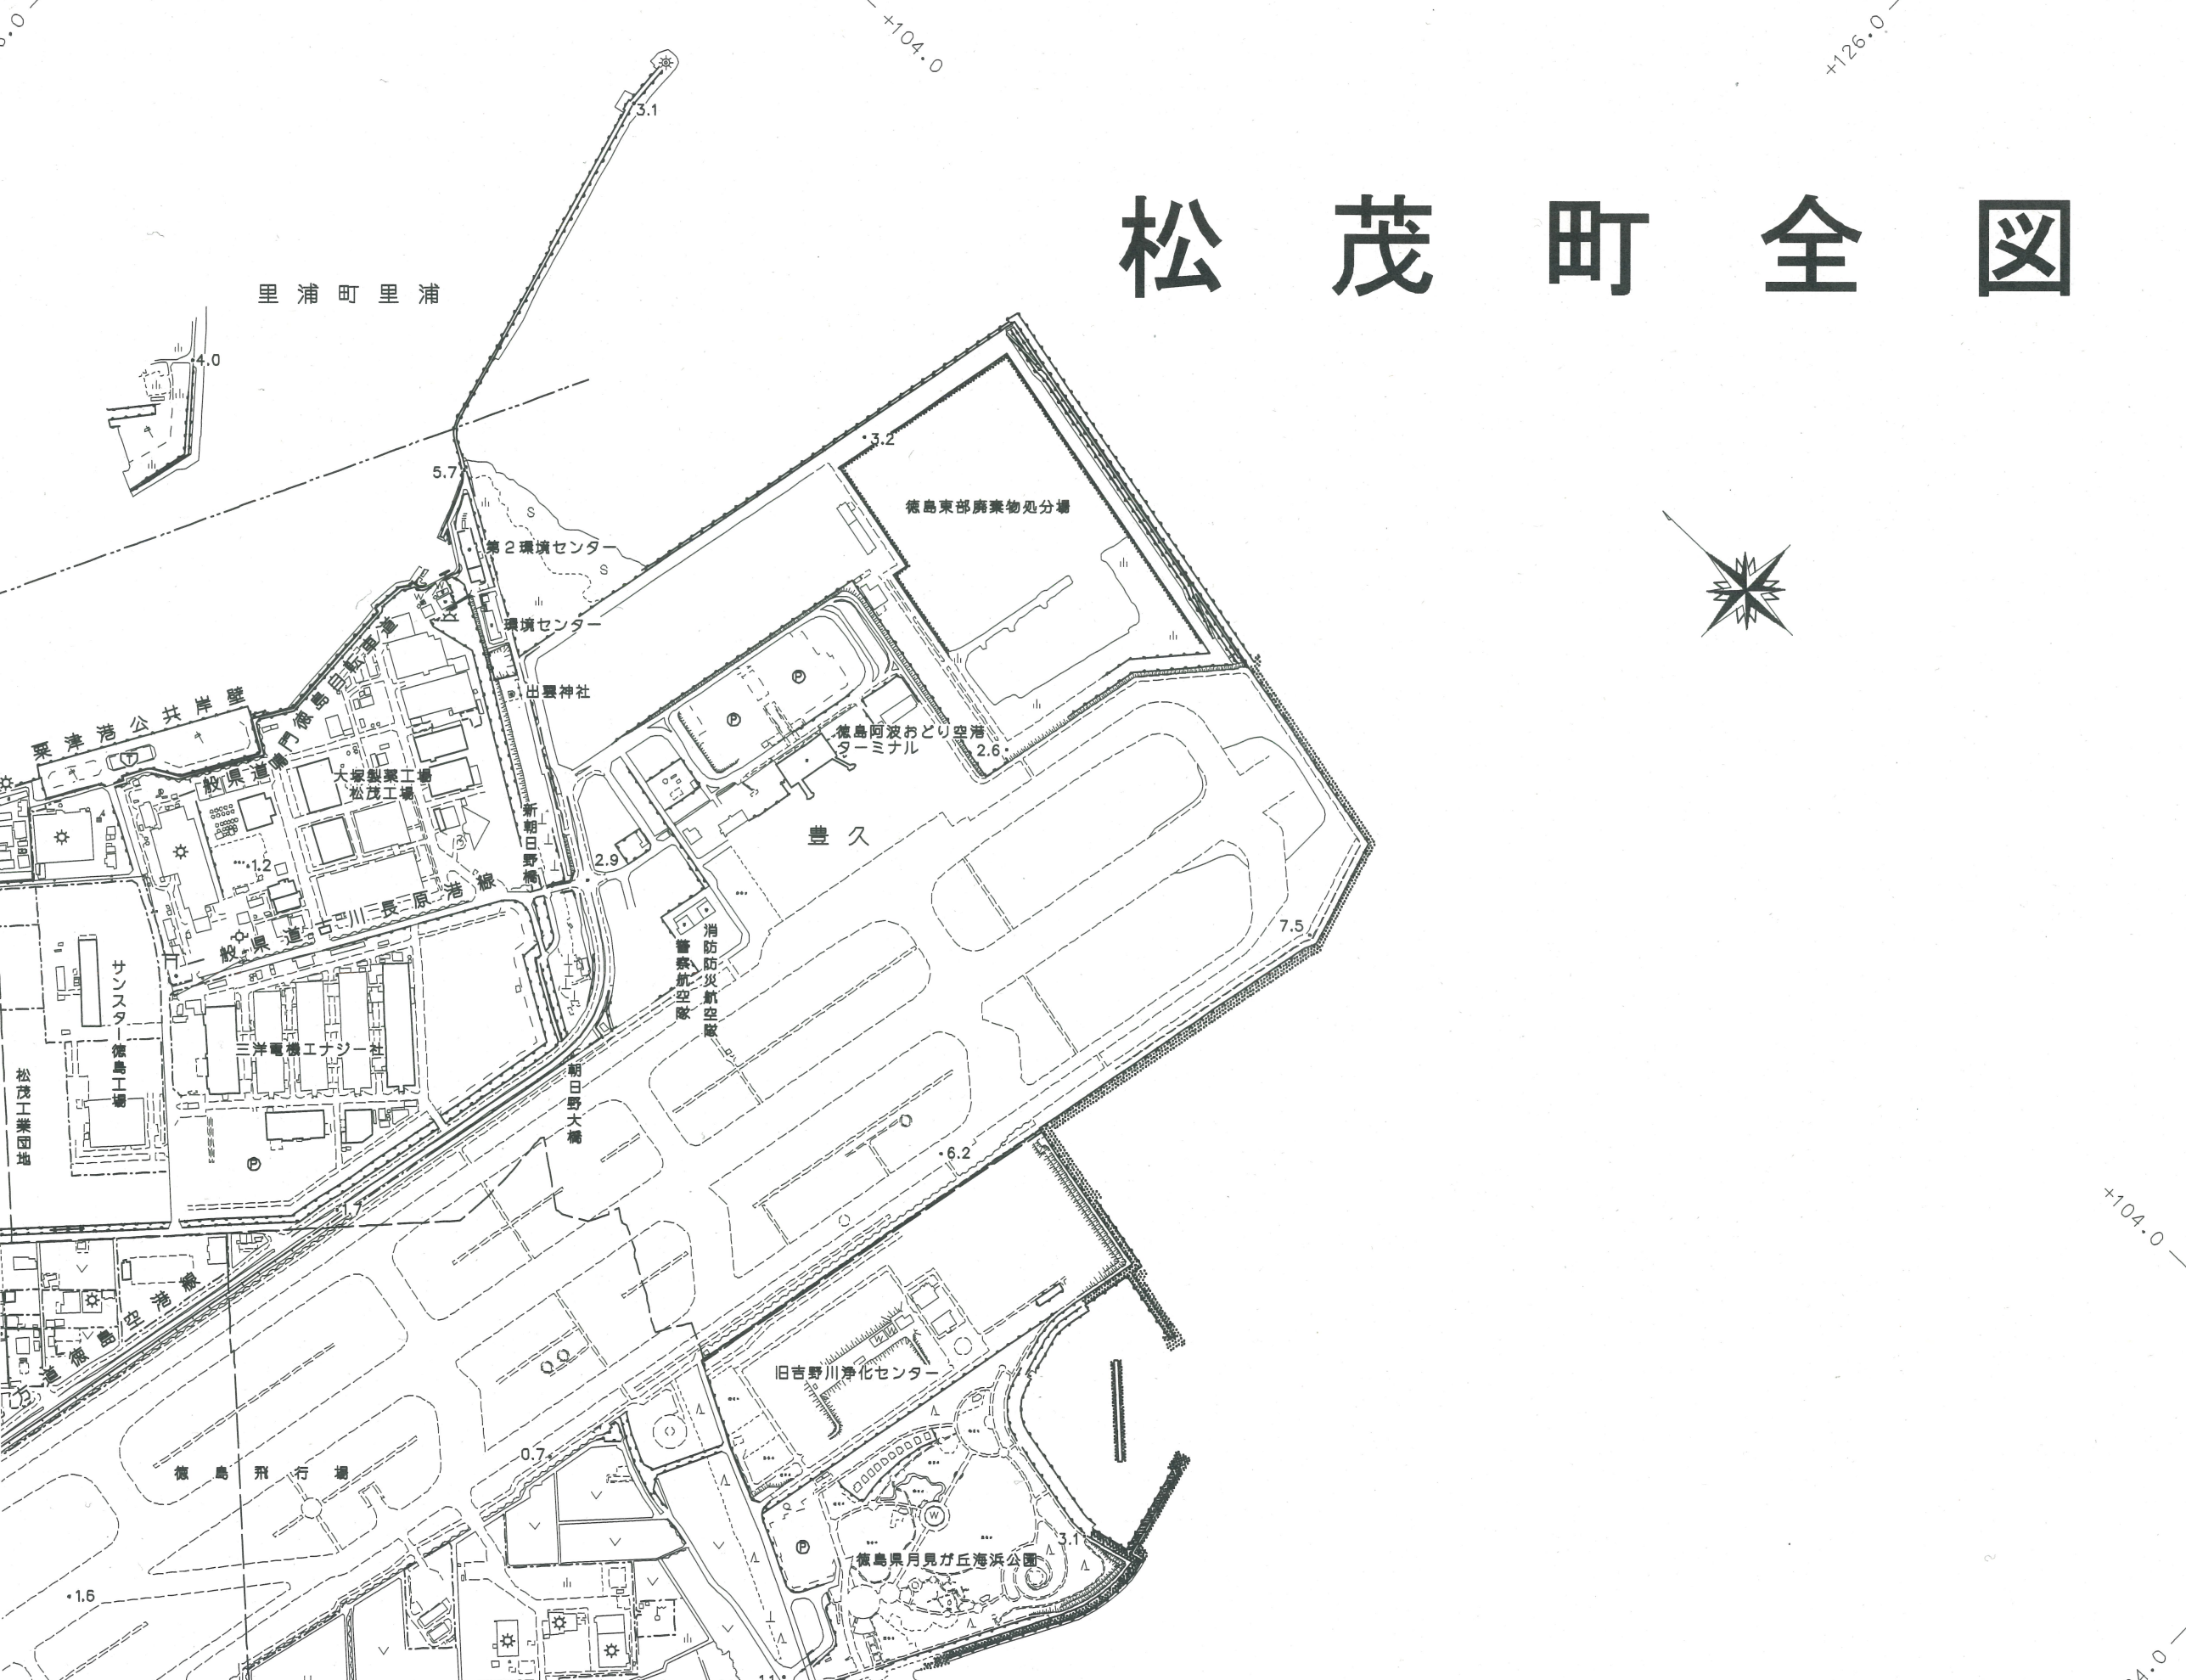 +104.0
+126.0
3.1
松茂町全図
里浦町里浦
4.0
3.2
5.7
徳島東部廃棄物処分場
S
第2環境センター
S
環境センター
W
出雲神社
粟津港公共岸壁
般県道鳴門徳島自転車道
P
P
徳島阿波おどり空港
ターミナル
2.6
大塚製薬工場
松茂工場
新朝日野橋
豊久
2.9
1.2
般県道古川長原港線
7.5
サンスター徳島工場
警察航空隊
消防防災航空隊
三洋電機エナジー社
松茂工業団地
朝日野大橋
P
6.2
+104.0
1.7
道徳島空港線
旧吉野川浄化センター
0.7
徳島飛行場
W
P
3.1
徳島県月見が丘海浜公園
1.6
1.1